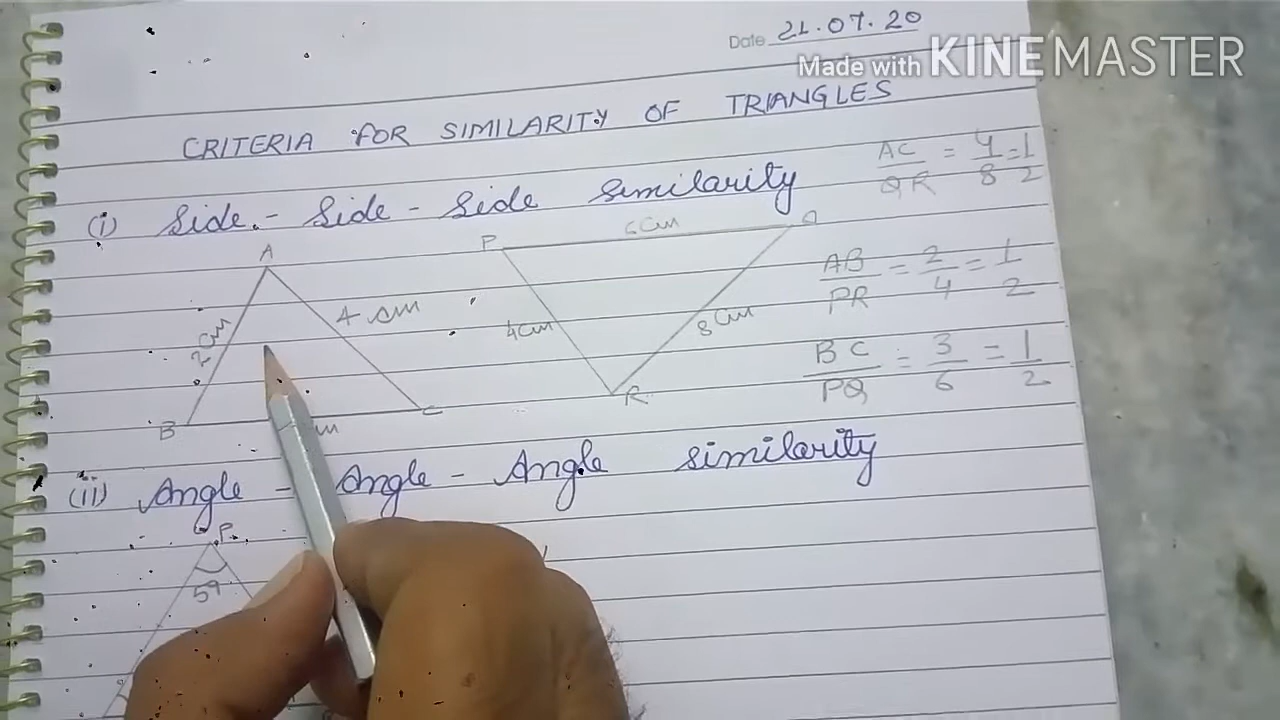 Date 21.07.20
Made with KINEMASTER
CRITERIA FOR SIMILARITY OF TRIANGLES
(i) Side - Side - Side similarity
AC/QR = 4/8 = 1/2
A
P
6cm
Q
AB/PR = 2/4 = 1/2
2cm
4 cm
4cm
8cm
BC/PQ = 3/6 = 1/2
B
C
R
(ii) Angle - Angle - Angle similarity
P
59